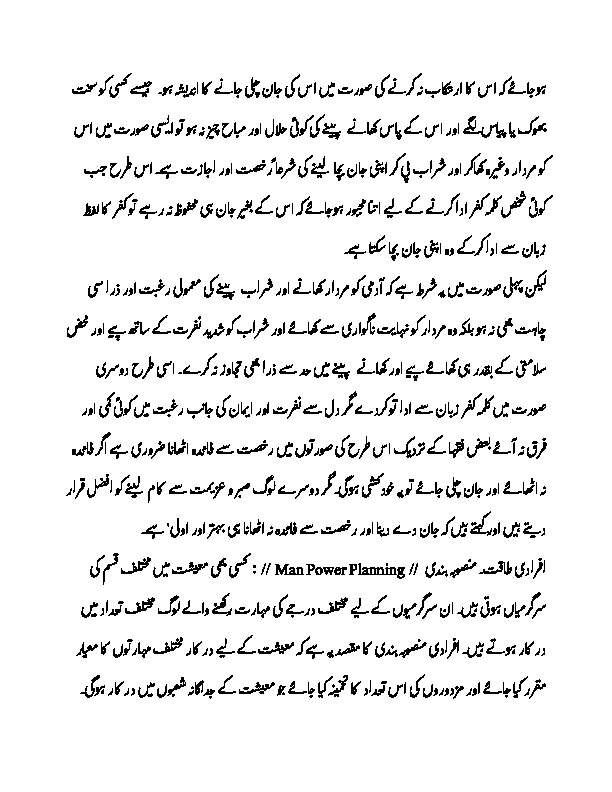 ہوجائے کہ اس کا ارتکاب نہ کرنے کی صورت میں اس کی جان چلی جانے کا اندیشہ ہو۔ جیسے کسی کو سخت
بھوک یا پیاس لگے اور اس کے پاس کھانے پینے کی کوئی حلال اور مباح چیز نہ ہو تو ایسی صورت میں اس
کو مردار وغیرہ کھا کر اور شراب پی کر اپنی جان بچا لینے کی شرعاً رخصت اور اجازت ہے۔ اس طرح جب
کوئی شخص کلمہ کفر ادا کرنے کے لیے اتنا مجبور ہوجائے کہ اس کے بغیر جان ہی محفوظ نہ رہے تو کفر کا لفظ
زبان سے ادا کرکے وہ اپنی جان بچا سکتا ہے۔
لیکن پہلی صورت میں یہ شرط ہے کہ آدمی کو مردار کھانے اور شراب پینے کی معمولی رغبت اور ذرا سی
چاہت بھی نہ ہو بلکہ وہ مردار کو نہایت ناگواری سے کھائے اور شراب کو شدید نفرت کے ساتھ پیے اور محض
سلامتی کے بقدر ہی کھائے پیے اور کھانے پینے میں حد سے ذرا بھی تجاوز نہ کرے۔ اسی طرح دوسری
صورت میں کلمہ کفر زبان سے ادا تو کردے مگر دل سے نفرت اور ایمان کی جانب رغبت میں کوئی کمی اور
فرق نہ آئے بعض فقہا کے نزدیک اس طرح کی صورتوں میں رخصت سے فائدہ اٹھانا ضروری ہے اگر فائدہ
نہ اٹھائے اور جان چلی جائے تو یہ خودکشی ہوگی۔ مگر دوسرے لوگ صبر و عزیمت سے کام لینے کو افضل قرار
دیتے ہیں اور کہتے ہیں کہ جان دے دینا اور رخصت سے فائدہ نہ اٹھانا ہی بہتر اور اولیٰ ہے۔
افرادی طاقت۔ منصوبہ بندی // Man Power Planning // : کسی بھی معیشت میں مختلف قسم کی
سرگرمیاں ہوتی ہیں۔ ان سرگرمیوں کے لیے مختلف درجے کی مہارت رکھنے والے لوگ مختلف تعداد میں
درکار ہوتے ہیں۔ افرادی منصوبہ بندی کا مقصد یہ ہے کہ معیشت کے لیے درکار مختلف مہارتوں کا معیار
مقرر کیا جائے اور مزدوروں کی اس تعداد کا تخمینہ کیا جائے جو معیشت کے جداگانہ شعبوں میں درکار ہوگی۔